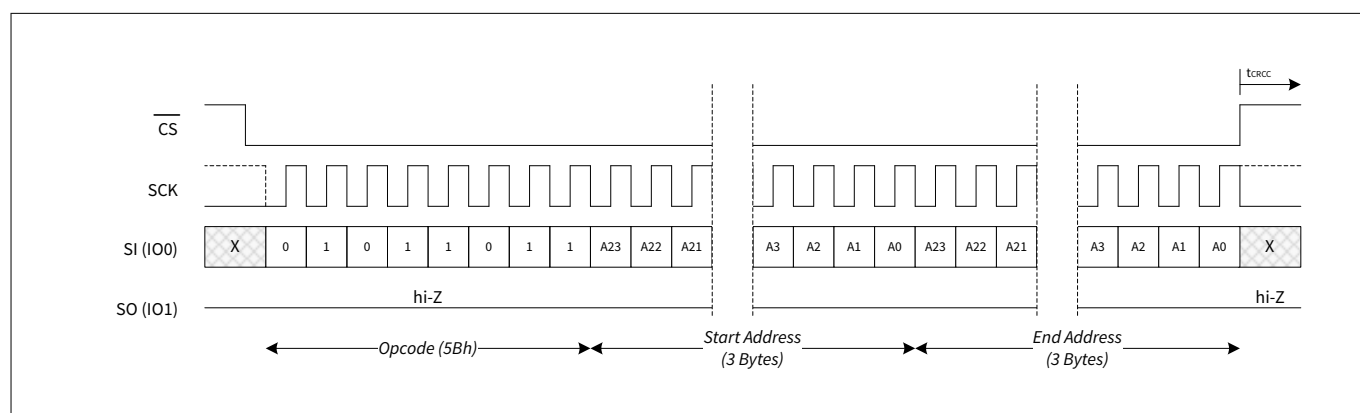 tCRCC
CS
SCK
SI (IO0) X 0 1 0 1 1 0 1 1 A23 A22 A21 A3 A2 A1 A0 A23 A22 A21 A3 A2 A1 A0 X
hi-Z hi-Z
SO (IO1)
Opcode (5Bh) Start Address End Address
(3 Bytes) (3 Bytes)